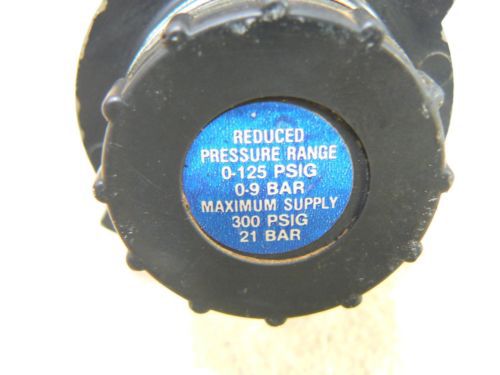 REDUCED
PRESSURE RANGE
0-125 PSIG
0-9 BAR
MAXIMUM SUPPLY
300 PSIG
21 BAR